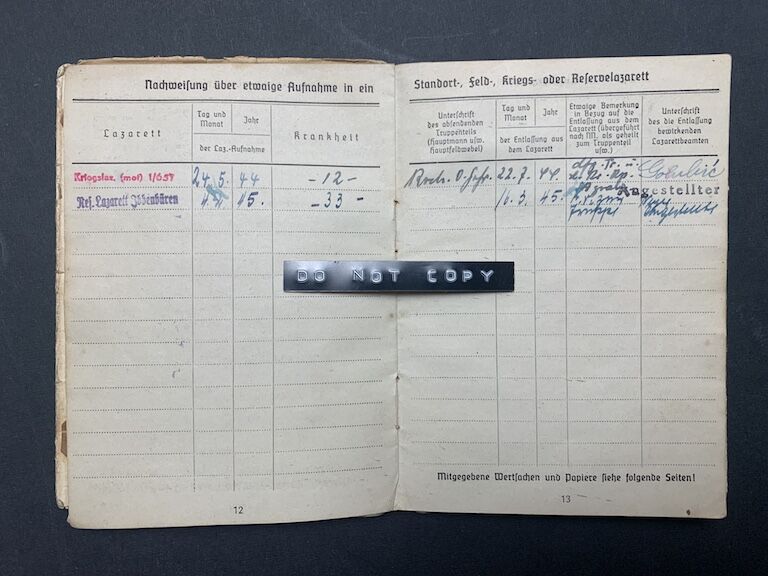 Nachweisung über etwaige Aufnahme in ein
Lazarett
Tag und Monat
Jahr
der Laz.-Aufnahme
Krankheit
Kriegslaz. (mot) 1/657 24. 5. 44 -12-
Res. Lazarett Ibbenbüren 45. -33-
12
Standort-, Feld-, Kriegs- oder Reservelazarett
Unterschrift
des absendenden
Truppenteils
(Hauptmann usw.
Hauptfeldwebel)
Tag und Monat
Jahr
der Entlassung aus
dem Lazarett
Etwaige Bemerkung
in Bezug auf die
Entlassung aus dem
Lazarett (übergeführt
nach NN, als geheilt
zum Truppenteil
usw.)
Unterschrift
des die Entlassung
bewirkenden
Lazarettbeamten
22. 7. 44.
Angestellter
16. 3. 45.
Truppe
Mitgegebene Wertsachen und Papiere siehe folgende Seiten!
13
DO NOT COPY